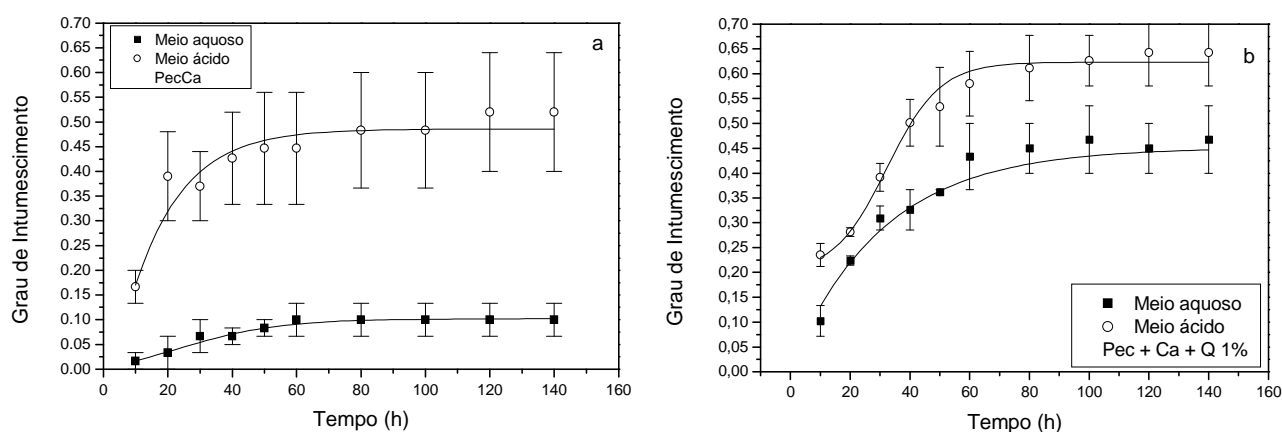 0.70
0.65
0.60
0.55
0.50
0.45
0.40
0.35
0.30
0.25
0.20
0.15
0.10
0.05
0.00
Grau de Intumescimento
Meio aquoso
Meio ácido
PecCa
a
0 20 40 60 80 100 120 140 160
Tempo (h)
0,70
0,65
0,60
0,55
0,50
0,45
0,40
0,35
0,30
0,25
0,20
0,15
0,10
0,05
0,00
Grau de Intumescimento
b
Meio aquoso
Meio ácido
Pec + Ca + Q 1%
0 20 40 60 80 100 120 140 160
Tempo (h)